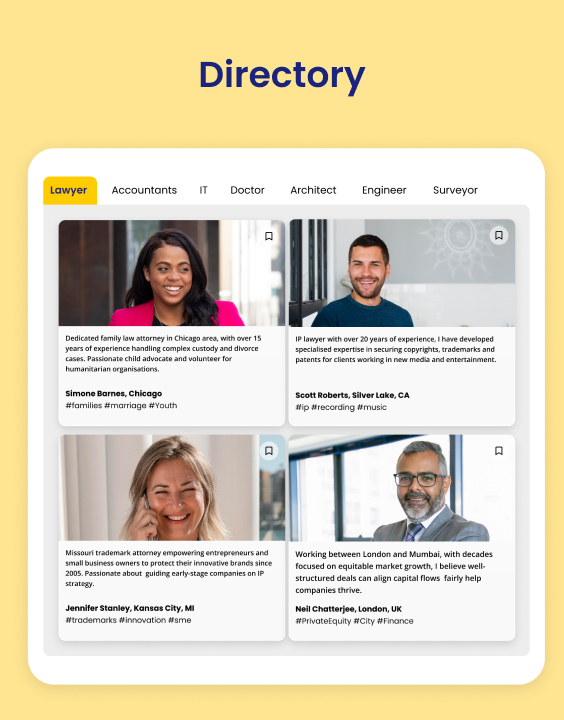 Directory
Lawyer Accountants IT Doctor Architect Engineer Surveyor
Dedicated family law attorney in Chicago area, with over 15
years of experience handling complex custody and divorce
cases. Passionate child advocate and volunteer for
humanitarian organisations.
Simone Barnes, Chicago
#families #marriage #Youth
IP lawyer with over 20 years of experience, I have developed
specialised expertise in securing copyrights, trademarks and
patents for clients working in new media and entertainment.
Scott Roberts, Silver Lake, CA
#ip #recording #music
Missouri trademark attorney empowering entrepreneurs and
small business owners to protect their innovative brands since
2005. Passionate about guiding early-stage companies on IP
strategy.
Jennifer Stanley, Kansas City, MI
#trademarks #innovation #sme
Working between London and Mumbai, with decades
focused on equitable market growth, I believe well-
structured deals can align capital flows fairly help
companies thrive.
Neil Chatterjee, London, UK
#PrivateEquity #City #Finance